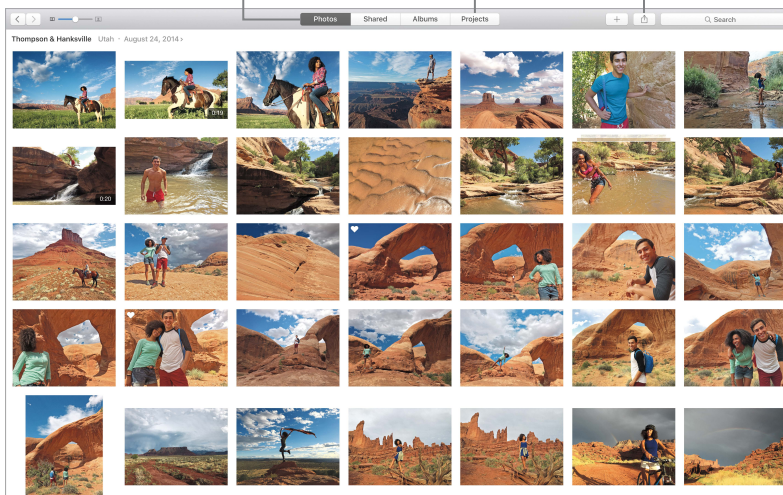 Photos Shared Albums Projects Search
Thompson & Hanksville Utah · August 24, 2014 >
0:19
0:20